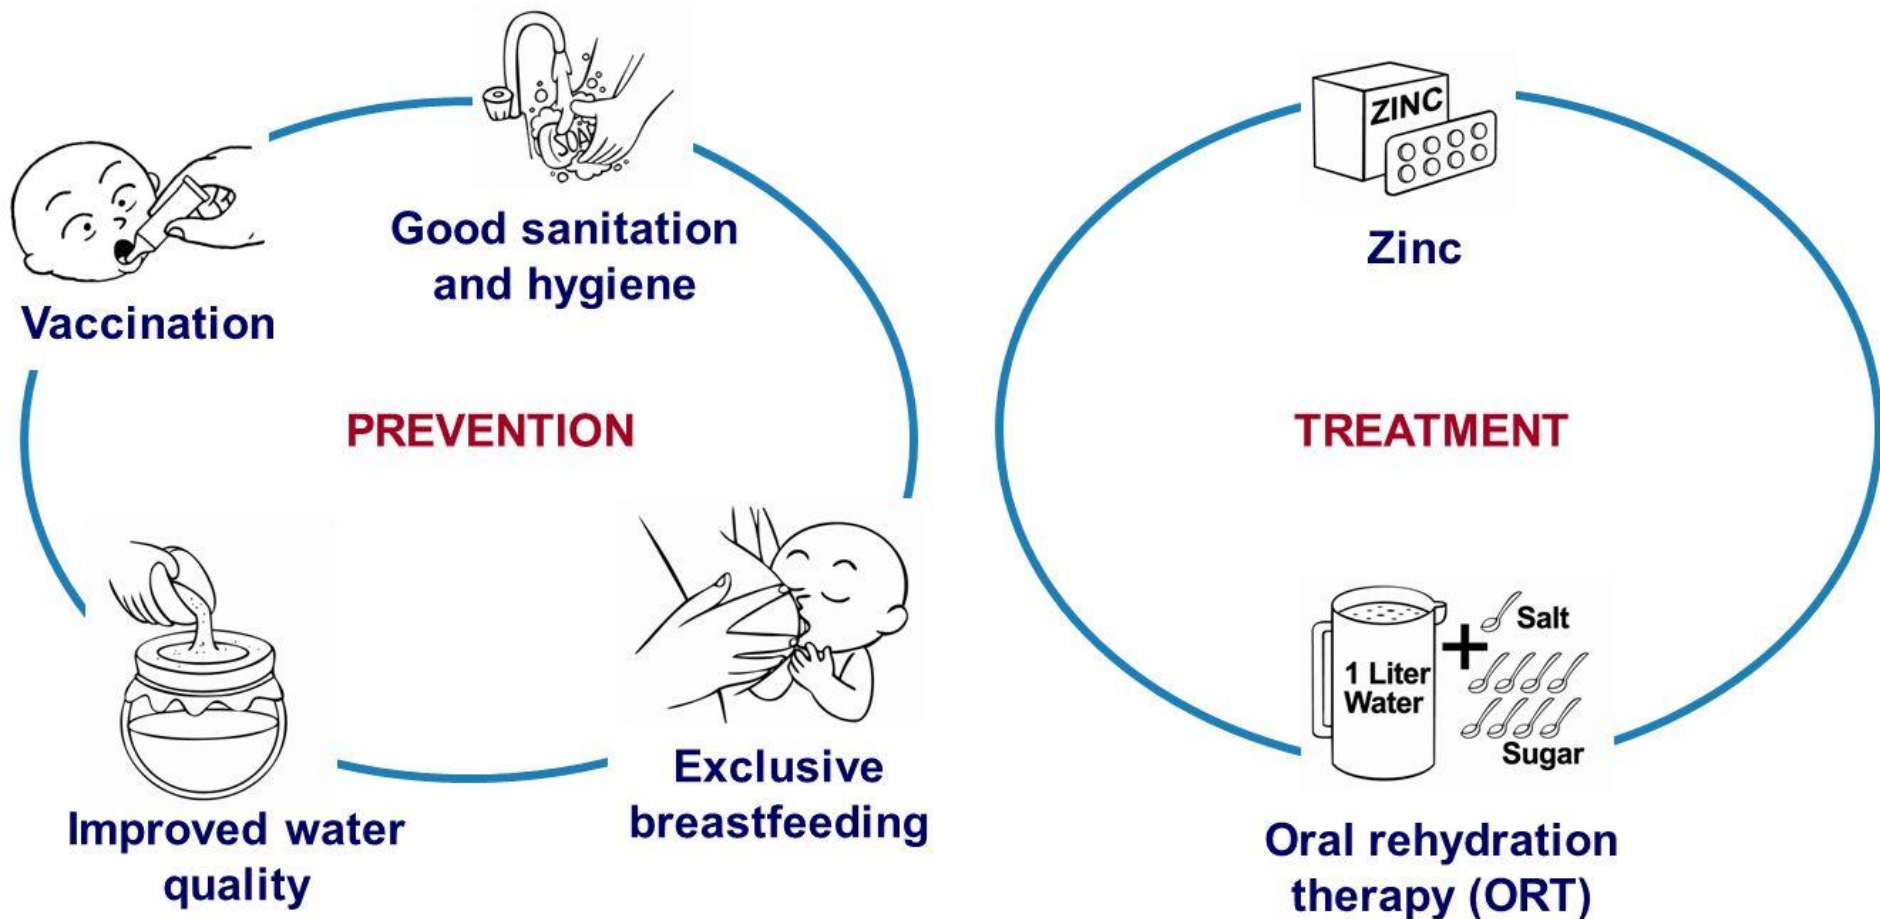 SOAP
Good sanitation
and hygiene
Vaccination
PREVENTION
Improved water
quality
Exclusive
breastfeeding
ZINC
Zinc
TREATMENT
1 Liter
Water
+
Salt
Sugar
Oral rehydration
therapy (ORT)